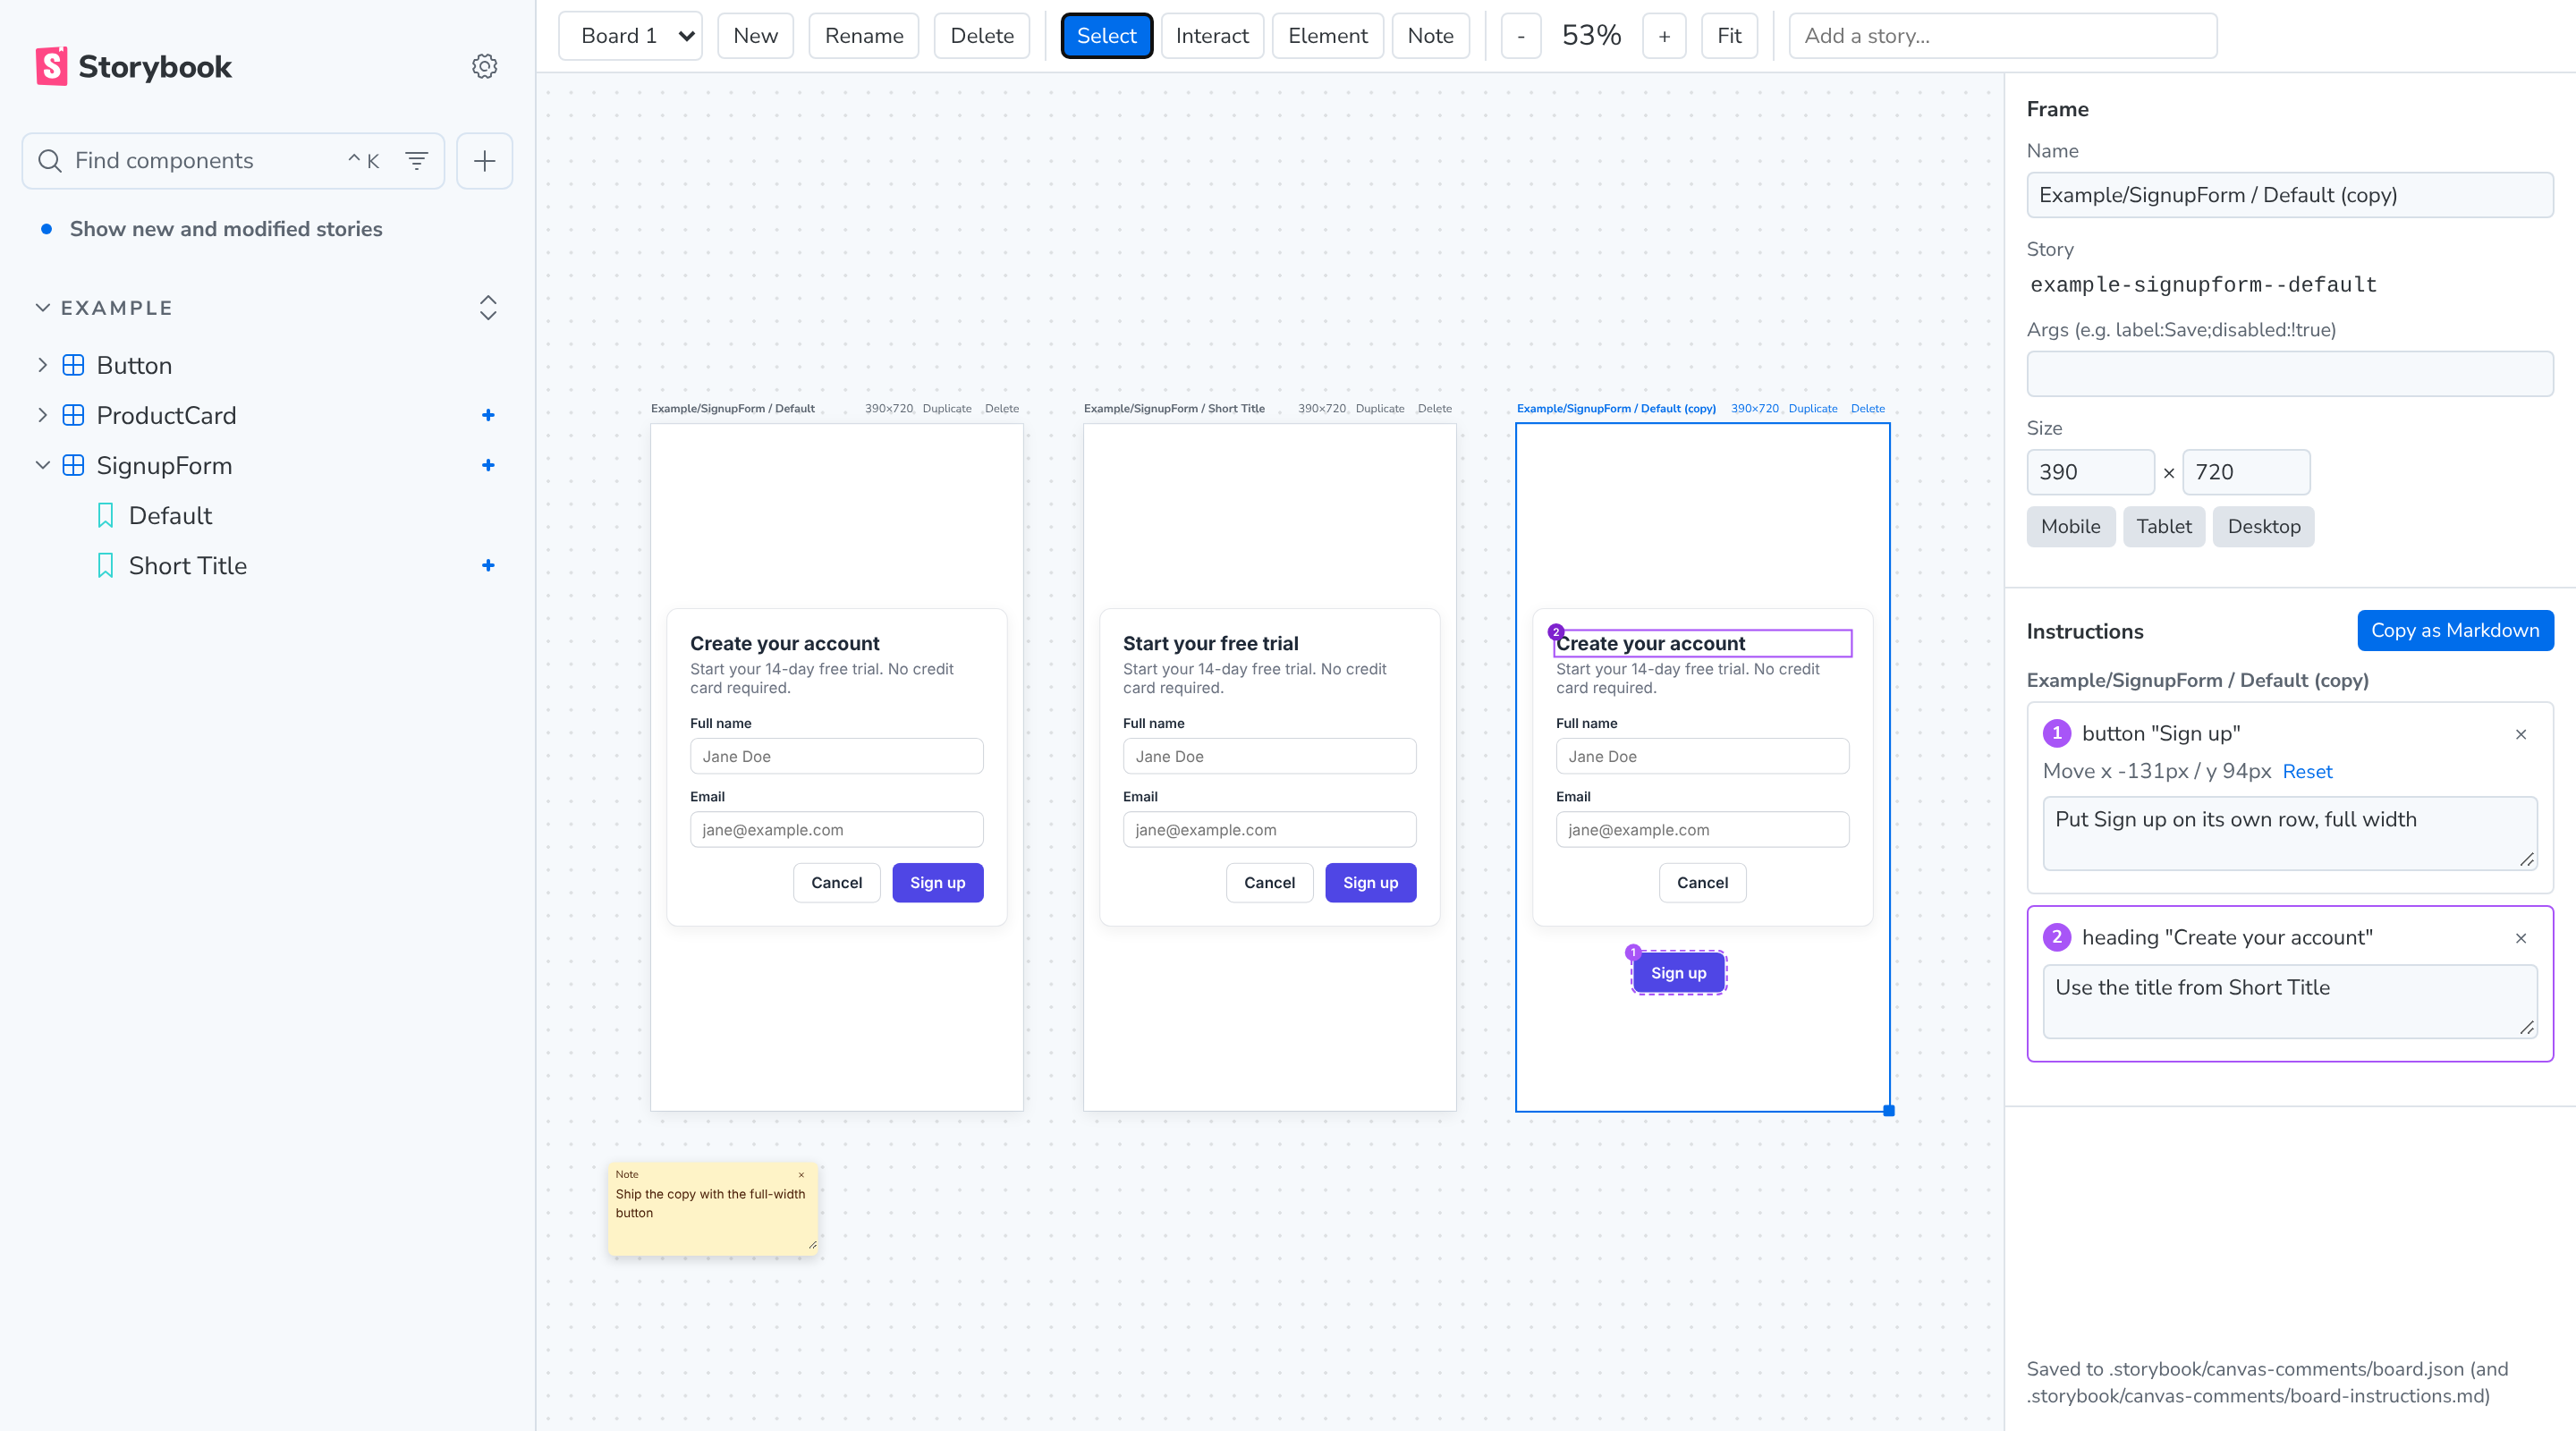 Storybook
Find components
^ K
Show new and modified stories
EXAMPLE
Button
ProductCard
SignupForm
Default
Short Title
Board 1
New
Rename
Delete
Select
Interact
Element
Note
-
53%
+
Fit
Add a story...
Example/SignupForm / Default
390×720
Duplicate
Delete
Create your account
Start your 14-day free trial. No credit
card required.
Full name
Jane Doe
Email
jane@example.com
Cancel
Sign up
Example/SignupForm / Short Title
390×720
Duplicate
Delete
Start your free trial
Start your 14-day free trial. No credit
card required.
Full name
Jane Doe
Email
jane@example.com
Cancel
Sign up
Example/SignupForm / Default (copy)
390×720
Duplicate
Delete
2
Create your account
Start your 14-day free trial. No credit
card required.
Full name
Jane Doe
Email
jane@example.com
Cancel
1
Sign up
Note
×
Ship the copy with the full-width
button
Frame
Name
Example/SignupForm / Default (copy)
Story
example-signupform--default
Args (e.g. label:Save;disabled:!true)
Size
390 × 720
Mobile
Tablet
Desktop
Instructions
Copy as Markdown
Example/SignupForm / Default (copy)
1 button "Sign up" ×
Move x -131px / y 94px Reset
Put Sign up on its own row, full width
2 heading "Create your account" ×
Use the title from Short Title
Saved to .storybook/canvas-comments/board.json (and
.storybook/canvas-comments/board-instructions.md)